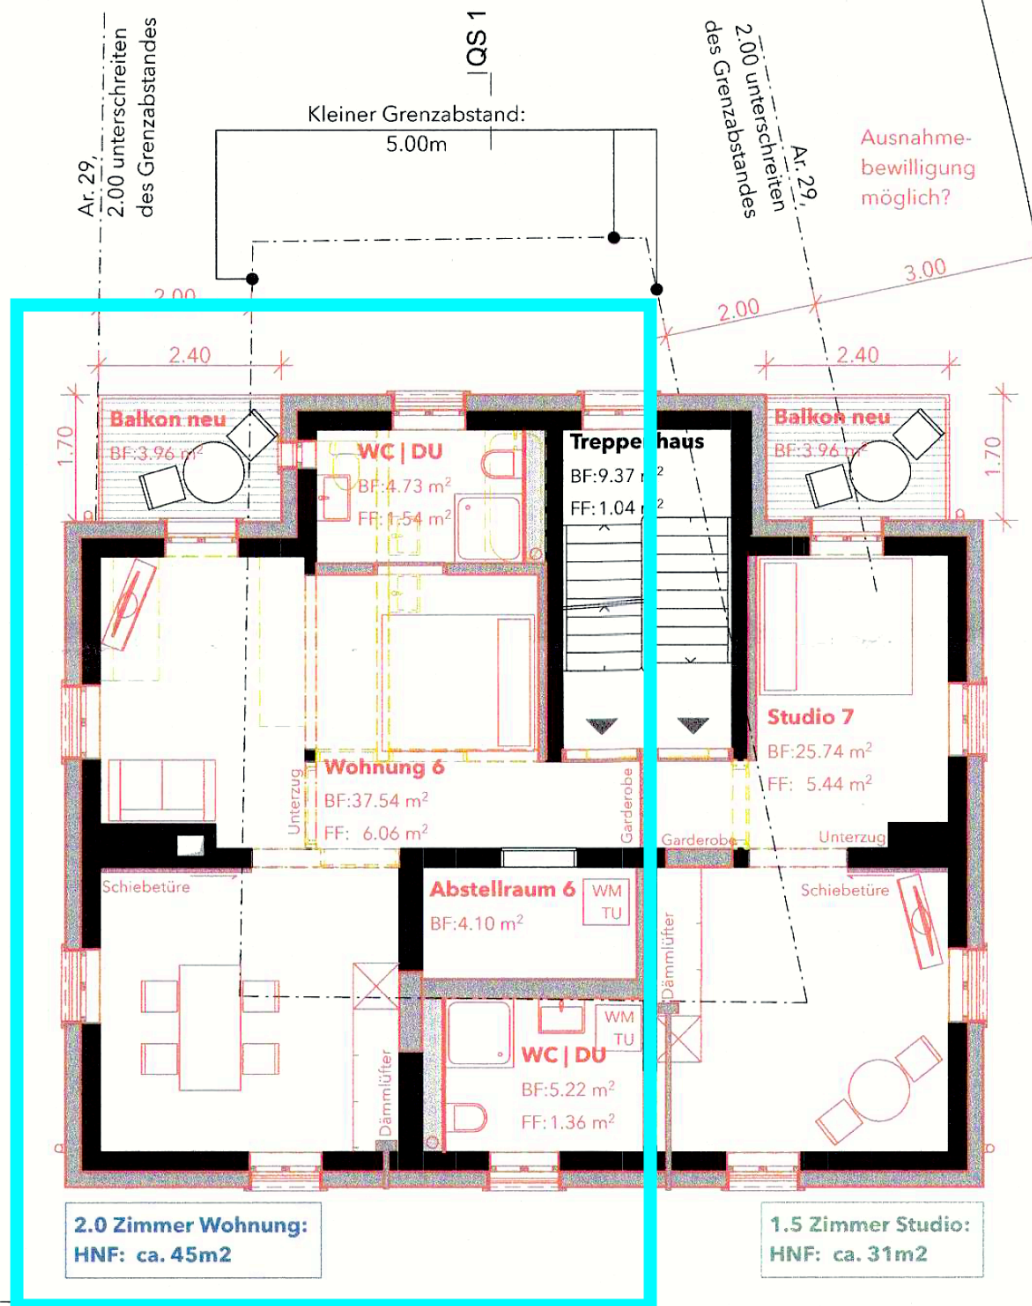 Ar. 29,
2.00 unterschreiten
des Grenzabstandes
QS 1
Kleiner Grenzabstand:
5.00m
2.00 unterschreiten
des Grenzabstandes
Ar. 29,
Ausnahme-
bewilligung
möglich?
2.00
2.00
3.00
2.40
2.40
1.70
1.70
Balkon neu
BF:3.96 m²
WC | DU
BF:4.73 m²
FF:1.54 m²
Treppenhaus
BF:9.37 m²
FF:1.04 m²
Balkon neu
BF:3.96 m²
Studio 7
BF:25.74 m²
FF: 5.44 m²
Wohnung 6
BF:37.54 m²
FF: 6.06 m²
Unterzug
Garderobe
Garderobe
Unterzug
Schiebetüre
Schiebetüre
Abstellraum 6
BF:4.10 m²
WM
TU
Dämmlüfter
WM
TU
WC | DU
BF:5.22 m²
FF:1.36 m²
Dämmlüfter
2.0 Zimmer Wohnung:
HNF: ca. 45m2
1.5 Zimmer Studio:
HNF: ca. 31m2